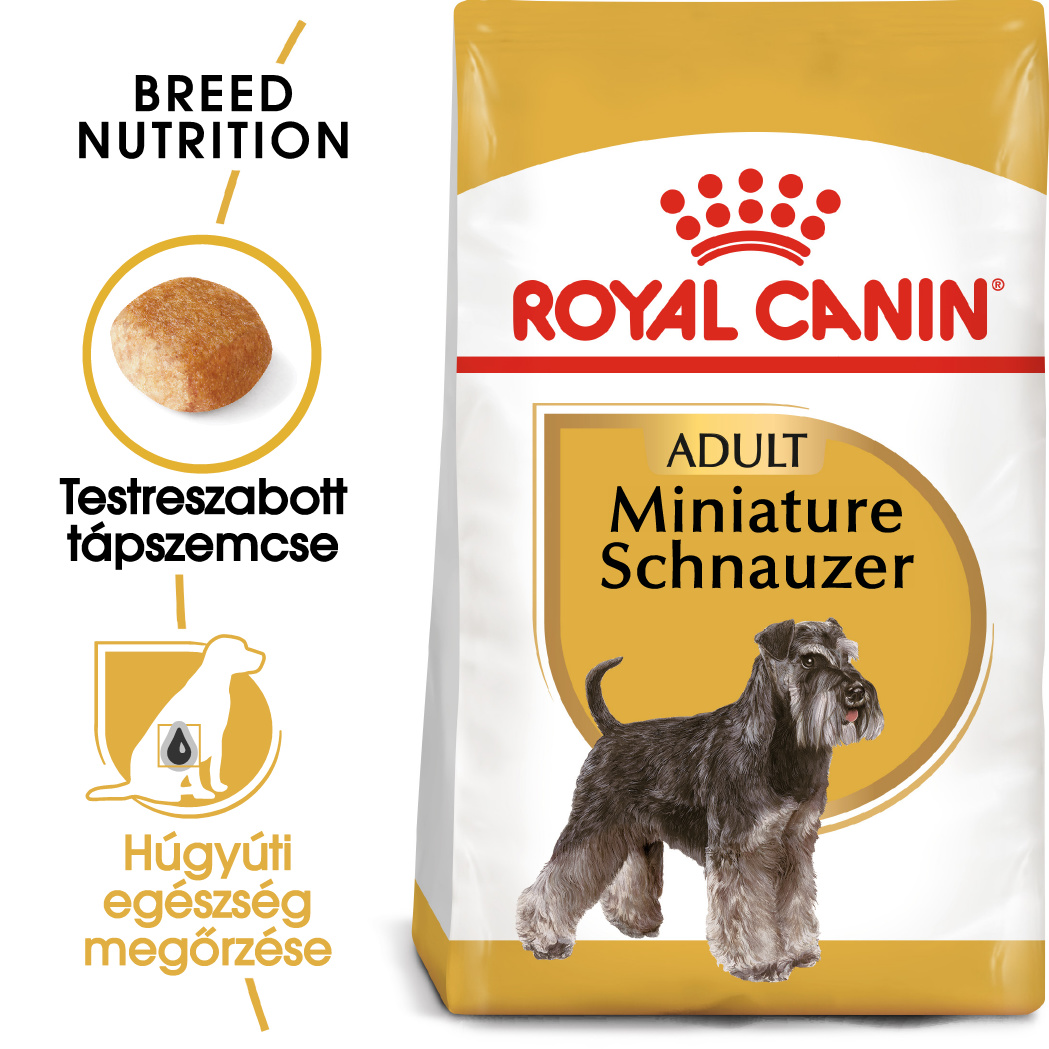 BREED
NUTRITION
Testreszabott
tápszemcse
Húgyúti
egészség
megőrzése
ROYAL CANIN®
ADULT
Miniature
Schnauzer